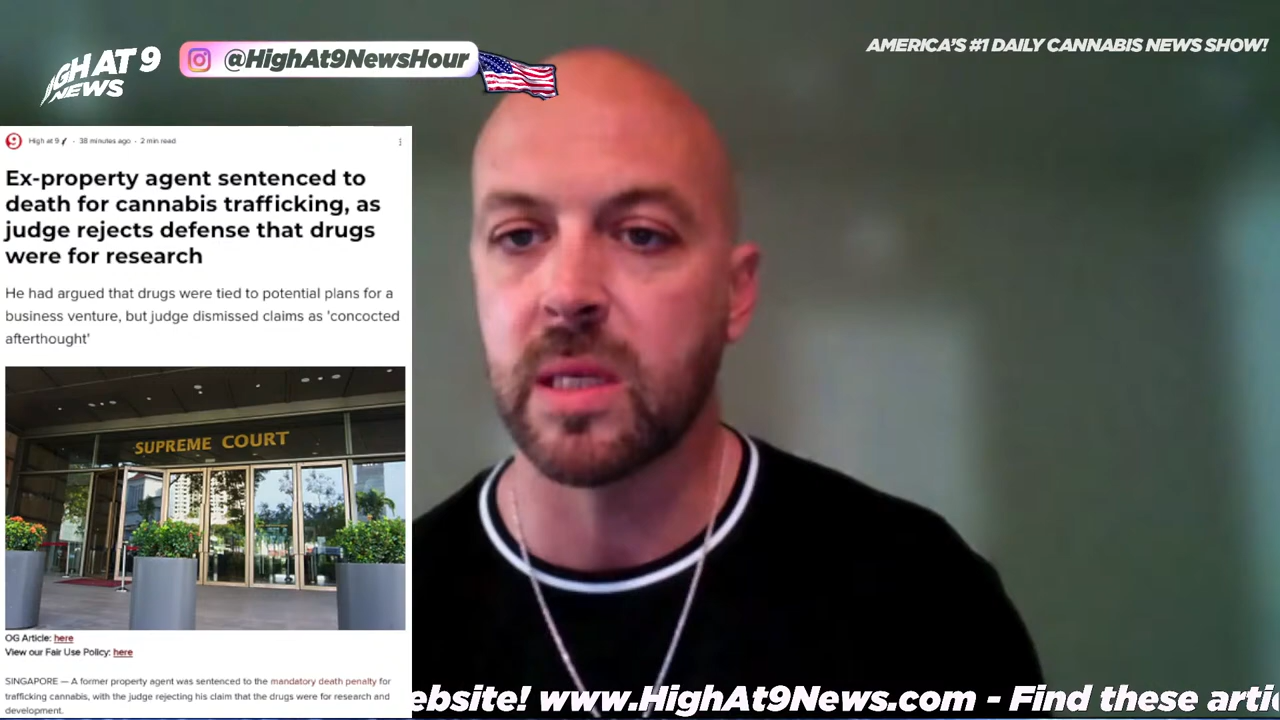 HIGH AT 9
NEWS
@HighAt9NewsHour
AMERICA'S #1 DAILY CANNABIS NEWS SHOW!
9 High at 9 · 38 minutes ago · 2 min read
Ex-property agent sentenced to
death for cannabis trafficking, as
judge rejects defense that drugs
were for research
He had argued that drugs were tied to potential plans for a
business venture, but judge dismissed claims as 'concocted
afterthought'
SUPREME COURT
OG Article: here
View our Fair Use Policy: here
SINGAPORE — A former property agent was sentenced to the mandatory death penalty for
trafficking cannabis, with the judge rejecting his claim that the drugs were for research and
development.
ebsite! www.HighAt9News.com - Find these artic